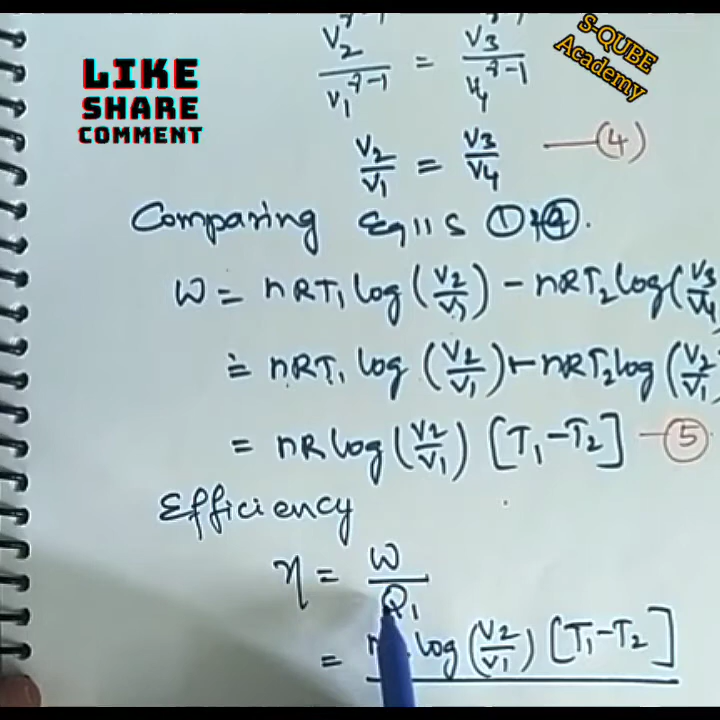 S-QUBE
Academy
LIKE
SHARE
COMMENT
V₂^γ-1 / V₁^γ-1 = V₃^γ-1 / V₄^γ-1
V₂/V₁ = V₃/V₄ —(4)
Comparing Eqns ① & ④.
W = nRT₁ log(V₂/V₁) - nRT₂ log(V₃/V₄
= nRT₁ log(V₂/V₁) - nRT₂ log(V₂/V₁)
= nR log(V₂/V₁) [T₁-T₂] —⑤
Efficiency
η = W/Q₁
= log(V₂/V₁) [T₁-T₂]